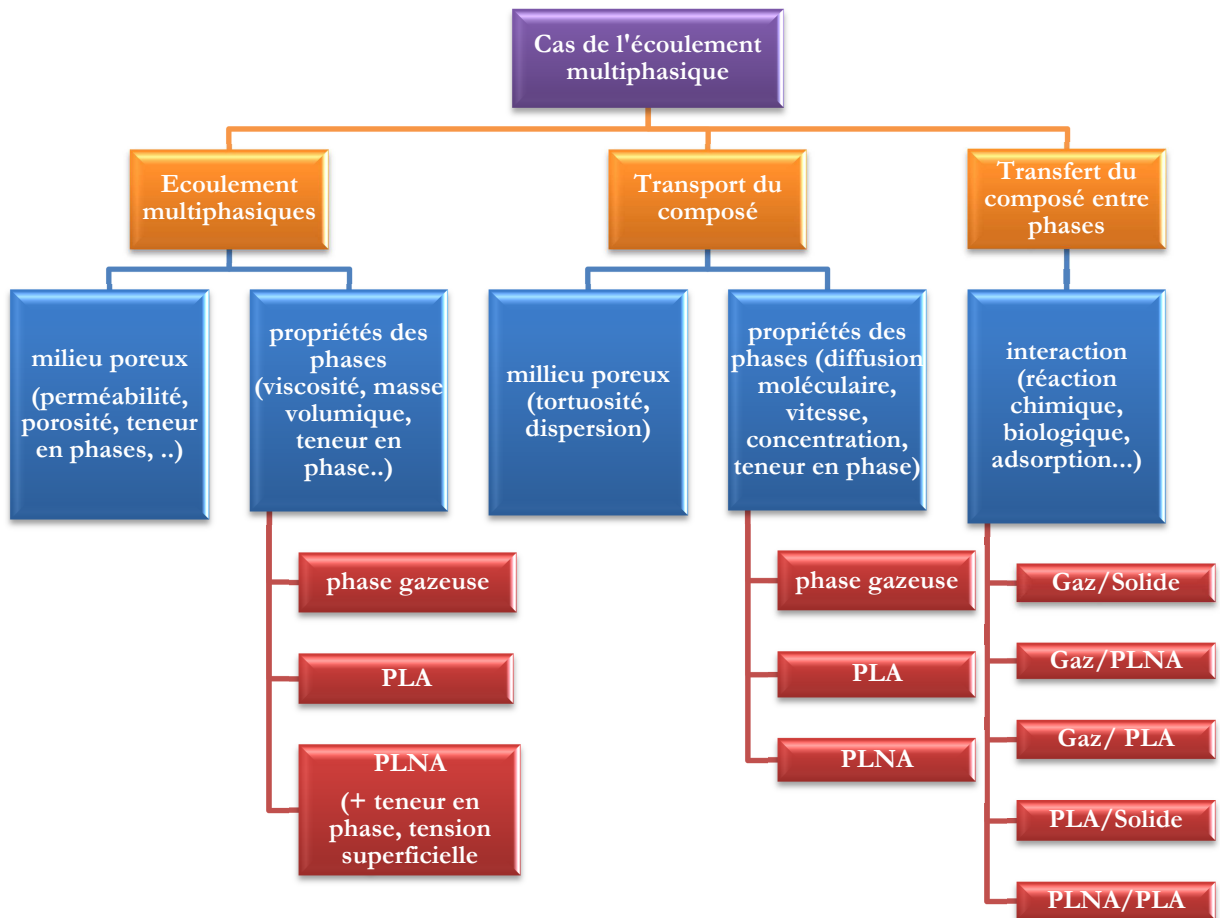 Cas de l'écoulement
multiphasique
Ecoulement
multiphasiques
Transport du
composé
Transfert du
composé entre
phases
milieu poreux
(perméabilité,
porosité, teneur
en phases, ..)
propriétés des
phases
(viscosité, masse
volumique,
teneur en
phase..)
millieu poreux
(tortuosité,
dispersion)
propriétés des
phases (diffusion
moléculaire,
vitesse,
concentration,
teneur en phase)
interaction
(réaction
chimique,
biologique,
adsorption...)
phase gazeuse
PLA
PLNA
(+ teneur en
phase, tension
superficielle
phase gazeuse
PLA
PLNA
Gaz/Solide
Gaz/PLNA
Gaz/ PLA
PLA/Solide
PLNA/PLA